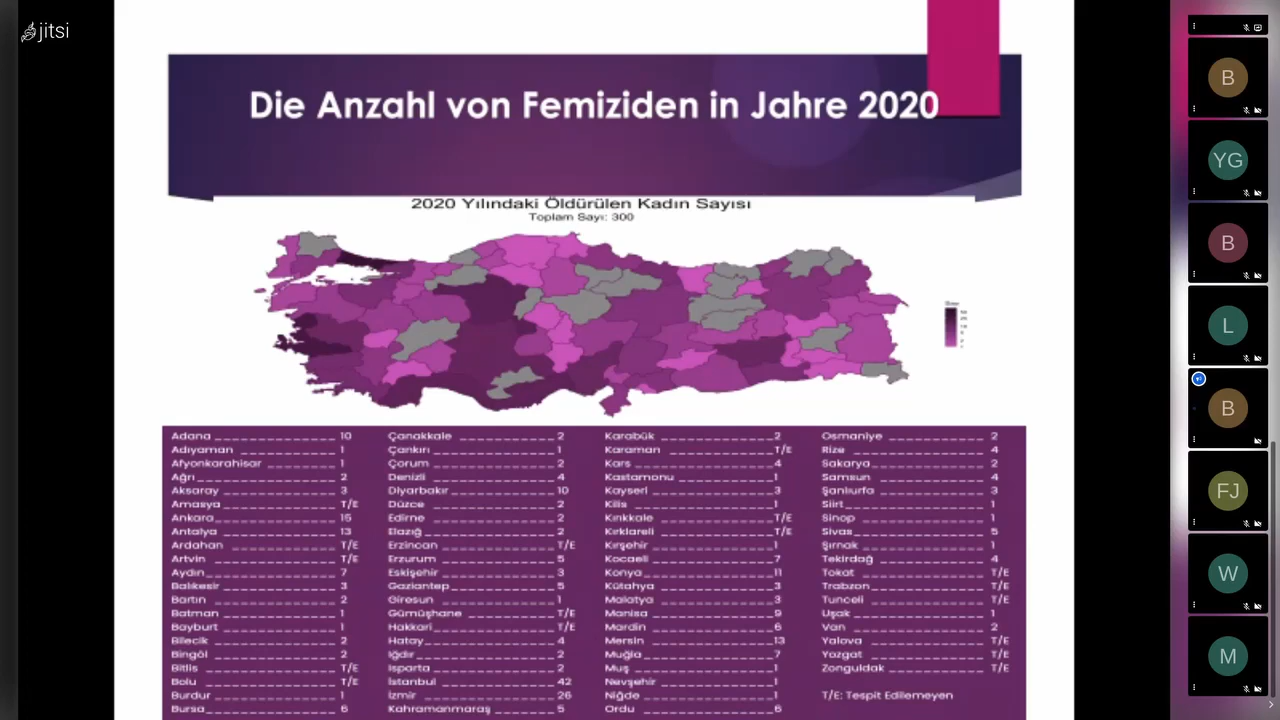 jitsi
Die Anzahl von Femiziden in Jahre 2020
2020 Yılındaki Öldürülen Kadın Sayısı
Toplam Sayı: 300
Adana 10
Adıyaman 1
Afyonkarahisar 1
Ağrı 2
Aksaray 3
Amasya T/E
Ankara 15
Antalya 13
Ardahan T/E
Artvin T/E
Aydın 7
Balıkesir 3
Bartın 2
Batman 1
Bayburt 1
Bilecik 2
Bingöl 2
Bitlis T/E
Bolu T/E
Burdur 1
Bursa 6
Çanakkale 2
Çankırı 1
Çorum 2
Denizli 4
Diyarbakır 10
Düzce 2
Edirne 2
Elazığ 2
Erzincan T/E
Erzurum 5
Eskişehir 3
Gaziantep 5
Giresun 1
Gümüşhane T/E
Hakkari T/E
Hatay 4
Iğdır 2
Isparta 2
İstanbul 42
İzmir 26
Kahramanmaraş 5
Karabük 2
Karaman T/E
Kars 4
Kastamonu 1
Kayseri 3
Kilis 1
Kırıkkale T/E
Kırklareli T/E
Kırşehir 1
Kocaeli 7
Konya 11
Kütahya 3
Malatya 3
Manisa 9
Mardin 6
Mersin 13
Muğla 7
Muş 1
Nevşehir 1
Niğde 1
Ordu 6
Osmaniye 2
Rize 4
Sakarya 2
Samsun 4
Şanlıurfa 3
Siirt 1
Sinop 1
Sivas 5
Şırnak 1
Tekirdağ 4
Tokat T/E
Trabzon T/E
Tunceli T/E
Uşak 1
Van 2
Yalova T/E
Yozgat T/E
Zonguldak T/E
T/E: Tespit Edilemeyen
B
YG
B
L
B
FJ
W
M